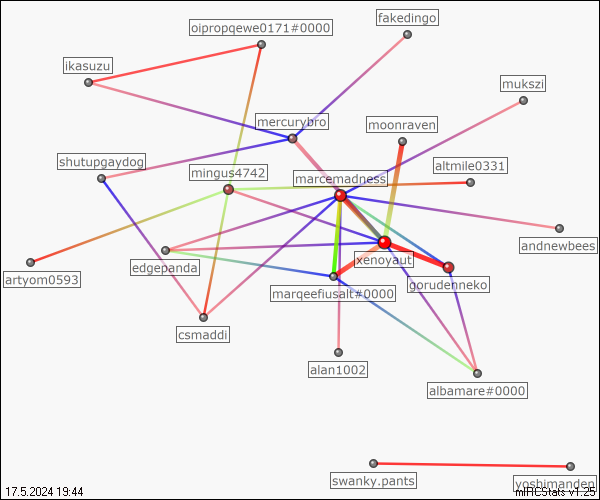 fakedingo
oipropqewe0171#0000
ikasuzu
mukszi
mercurybro
moonraven
shutupgaydog
altmile0331
mingus4742
marcemadness
andnewbees
xenoyaut
edgepanda
artyom0593
gorudenneko
marqeefiusalt#0000
csmaddi
alan1002
albamare#0000
swanky.pants
yoshimanden
17.5.2024 19:44
mIRCStats v1.25